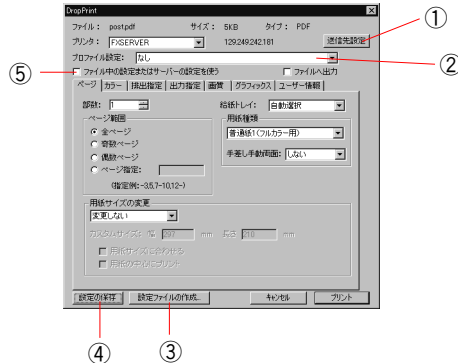 DropPrint
①
ファイル: postpdf サイズ: 5KB タイプ: PDF
プリンタ: FXSERVER 129.249.242.181 送信先設定
プロファイル設定: なし
②
⑤
ファイル中の設定またはサーバーの設定を使う ファイルへ出力
ページ カラー 排出指定 出力指定 画質 グラフィックス ユーザー情報
部数: 1 給紙トレイ: 自動選択
ページ範囲 用紙種類
全ページ 普通紙1(フルカラー用)
奇数ページ
偶数ページ 手差し手動両面: しない
ページ指定:
(指定例:-3,5,7-10,12-)
用紙サイズの変更
変更しない
カスタムサイズ: 幅 297 mm 長さ 210 mm
用紙サイズに合わせる
用紙の中心にプリント
設定の保存 設定ファイルの作成... キャンセル プリント
④
③